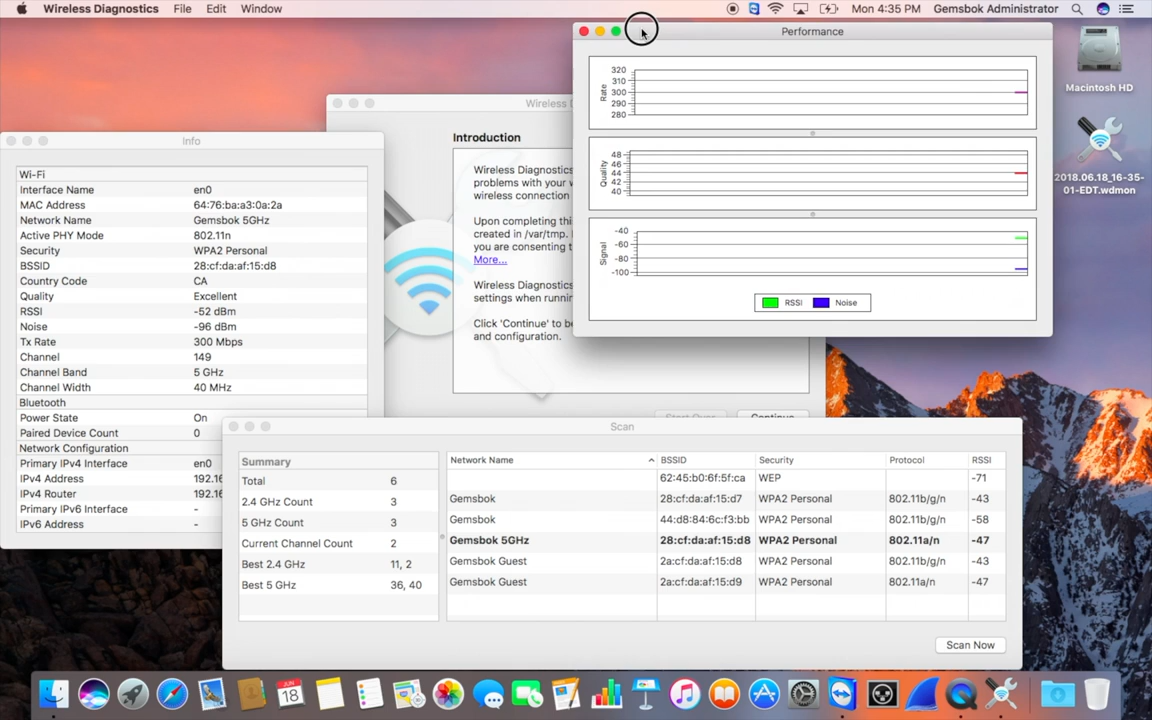 Wireless Diagnostics File Edit Window Mon 4:35 PM Gemsbok Administrator
Performance
Rate
320
310
300
290
280
Quality
48
46
44
42
40
Signal
-40
-60
-80
-100
RSSI Noise
Macintosh HD
2018.06.18_16-35-
01-EDT.wdmon
Wireless
Introduction
Wireless Diagnostics
problems with your
wireless connection
Upon completing this
created in /var/tmp.
you are consenting
More...
Wireless Diagnostics
settings when
Click 'Continue' to
and configuration.
Start Over Continue
Info
Wi-Fi
Interface Name en0
MAC Address 64:76:ba:a3:0a:2a
Network Name Gemsbok 5GHz
Active PHY Mode 802.11n
Security WPA2 Personal
BSSID 28:cf:da:af:15:d8
Country Code CA
Quality Excellent
RSSI -52 dBm
Noise -96 dBm
Tx Rate 300 Mbps
Channel 149
Channel Band 5 GHz
Channel Width 40 MHz
Bluetooth
Power State On
Paired Device Count 0
Network Configuration
Primary IPv4 Interface en0
IPv4 Address 192.16
IPv4 Router 192.16
Primary IPv6 Interface -
IPv6 Address -
Scan
Summary
Total 6
2.4 GHz Count 3
5 GHz Count 3
Current Channel Count 2
Best 2.4 GHz 11, 2
Best 5 GHz 36, 40
Network Name BSSID Security Protocol RSSI
62:45:b0:6f:5f:ca WEP -71
Gemsbok 28:cf:da:af:15:d7 WPA2 Personal 802.11b/g/n -43
Gemsbok 44:d8:84:6c:f3:bb WPA2 Personal 802.11b/g/n -58
Gemsbok 5GHz 28:cf:da:af:15:d8 WPA2 Personal 802.11a/n -47
Gemsbok Guest 2a:cf:da:af:15:d8 WPA2 Personal 802.11b/g/n -43
Gemsbok Guest 2a:cf:da:af:15:d9 WPA2 Personal 802.11a/n -47
Scan Now
18